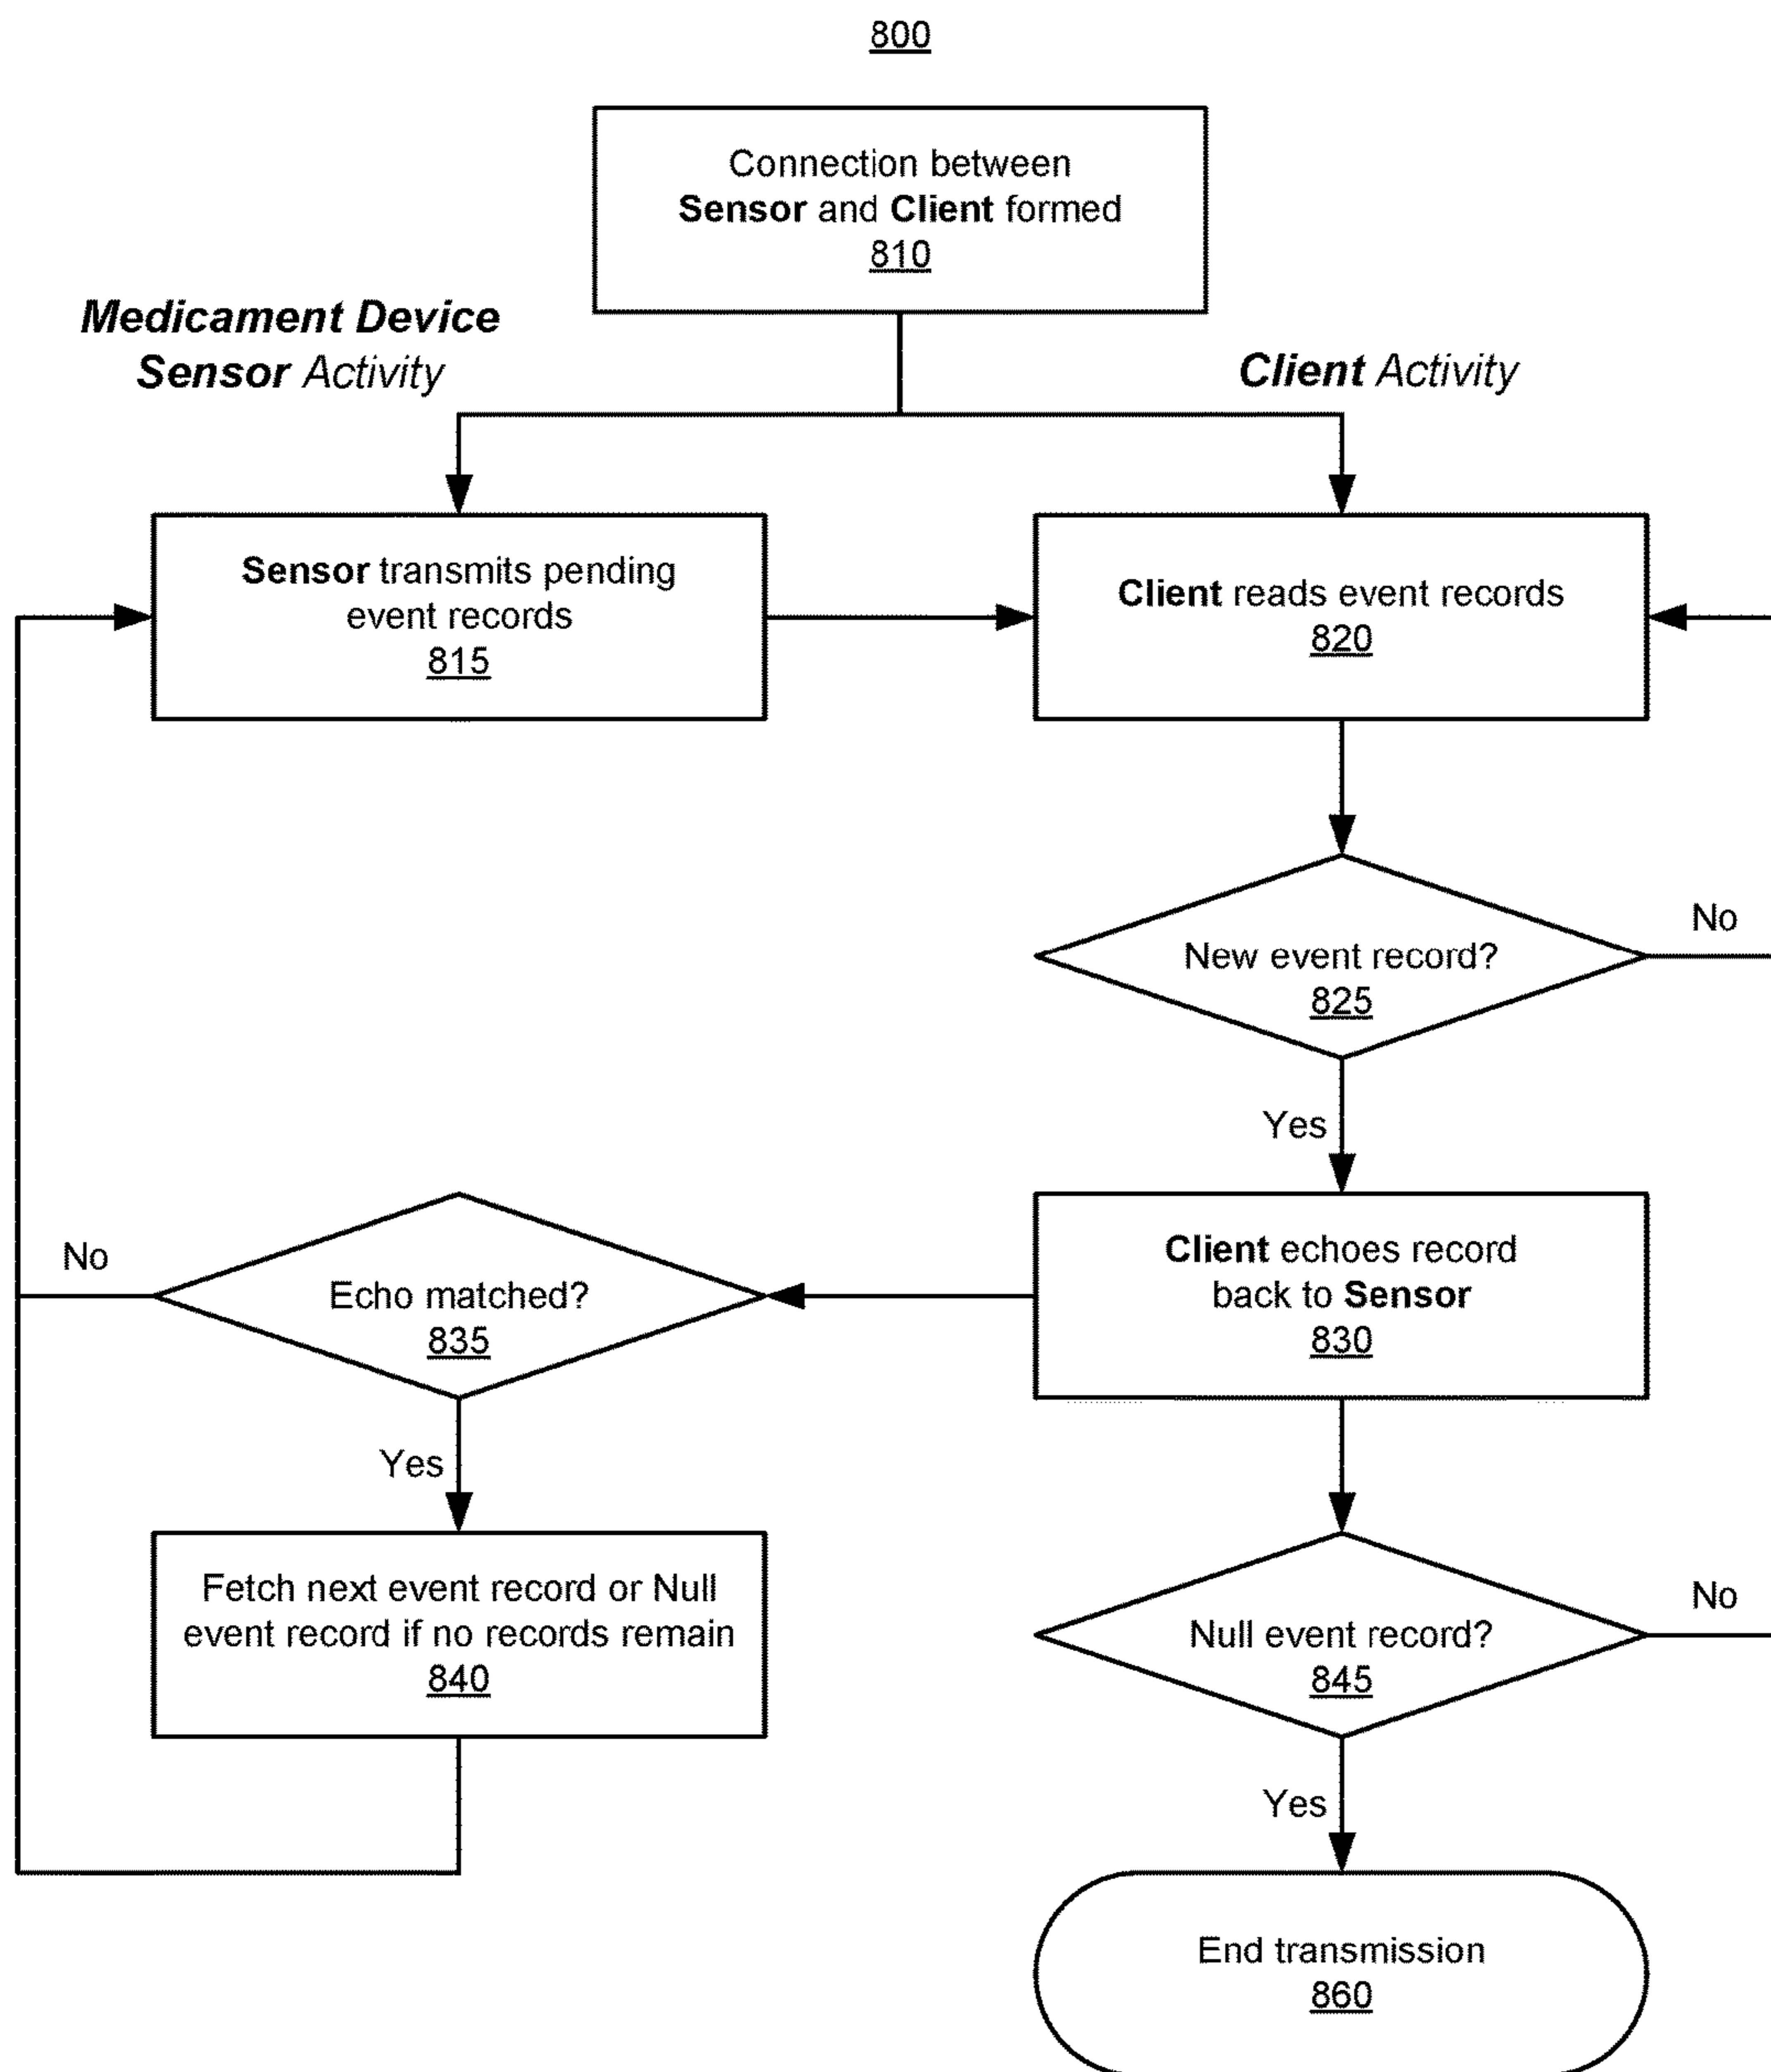 800
Connection between
Sensor and Client formed
810
Medicament Device
Sensor Activity
Client Activity
Sensor transmits pending
event records
815
Client reads event records
820
New event record?
825
No
Yes
Client echoes record
back to Sensor
830
Echo matched?
835
No
Yes
Fetch next event record or Null
event record if no records remain
840
Null event record?
845
No
Yes
End transmission
860